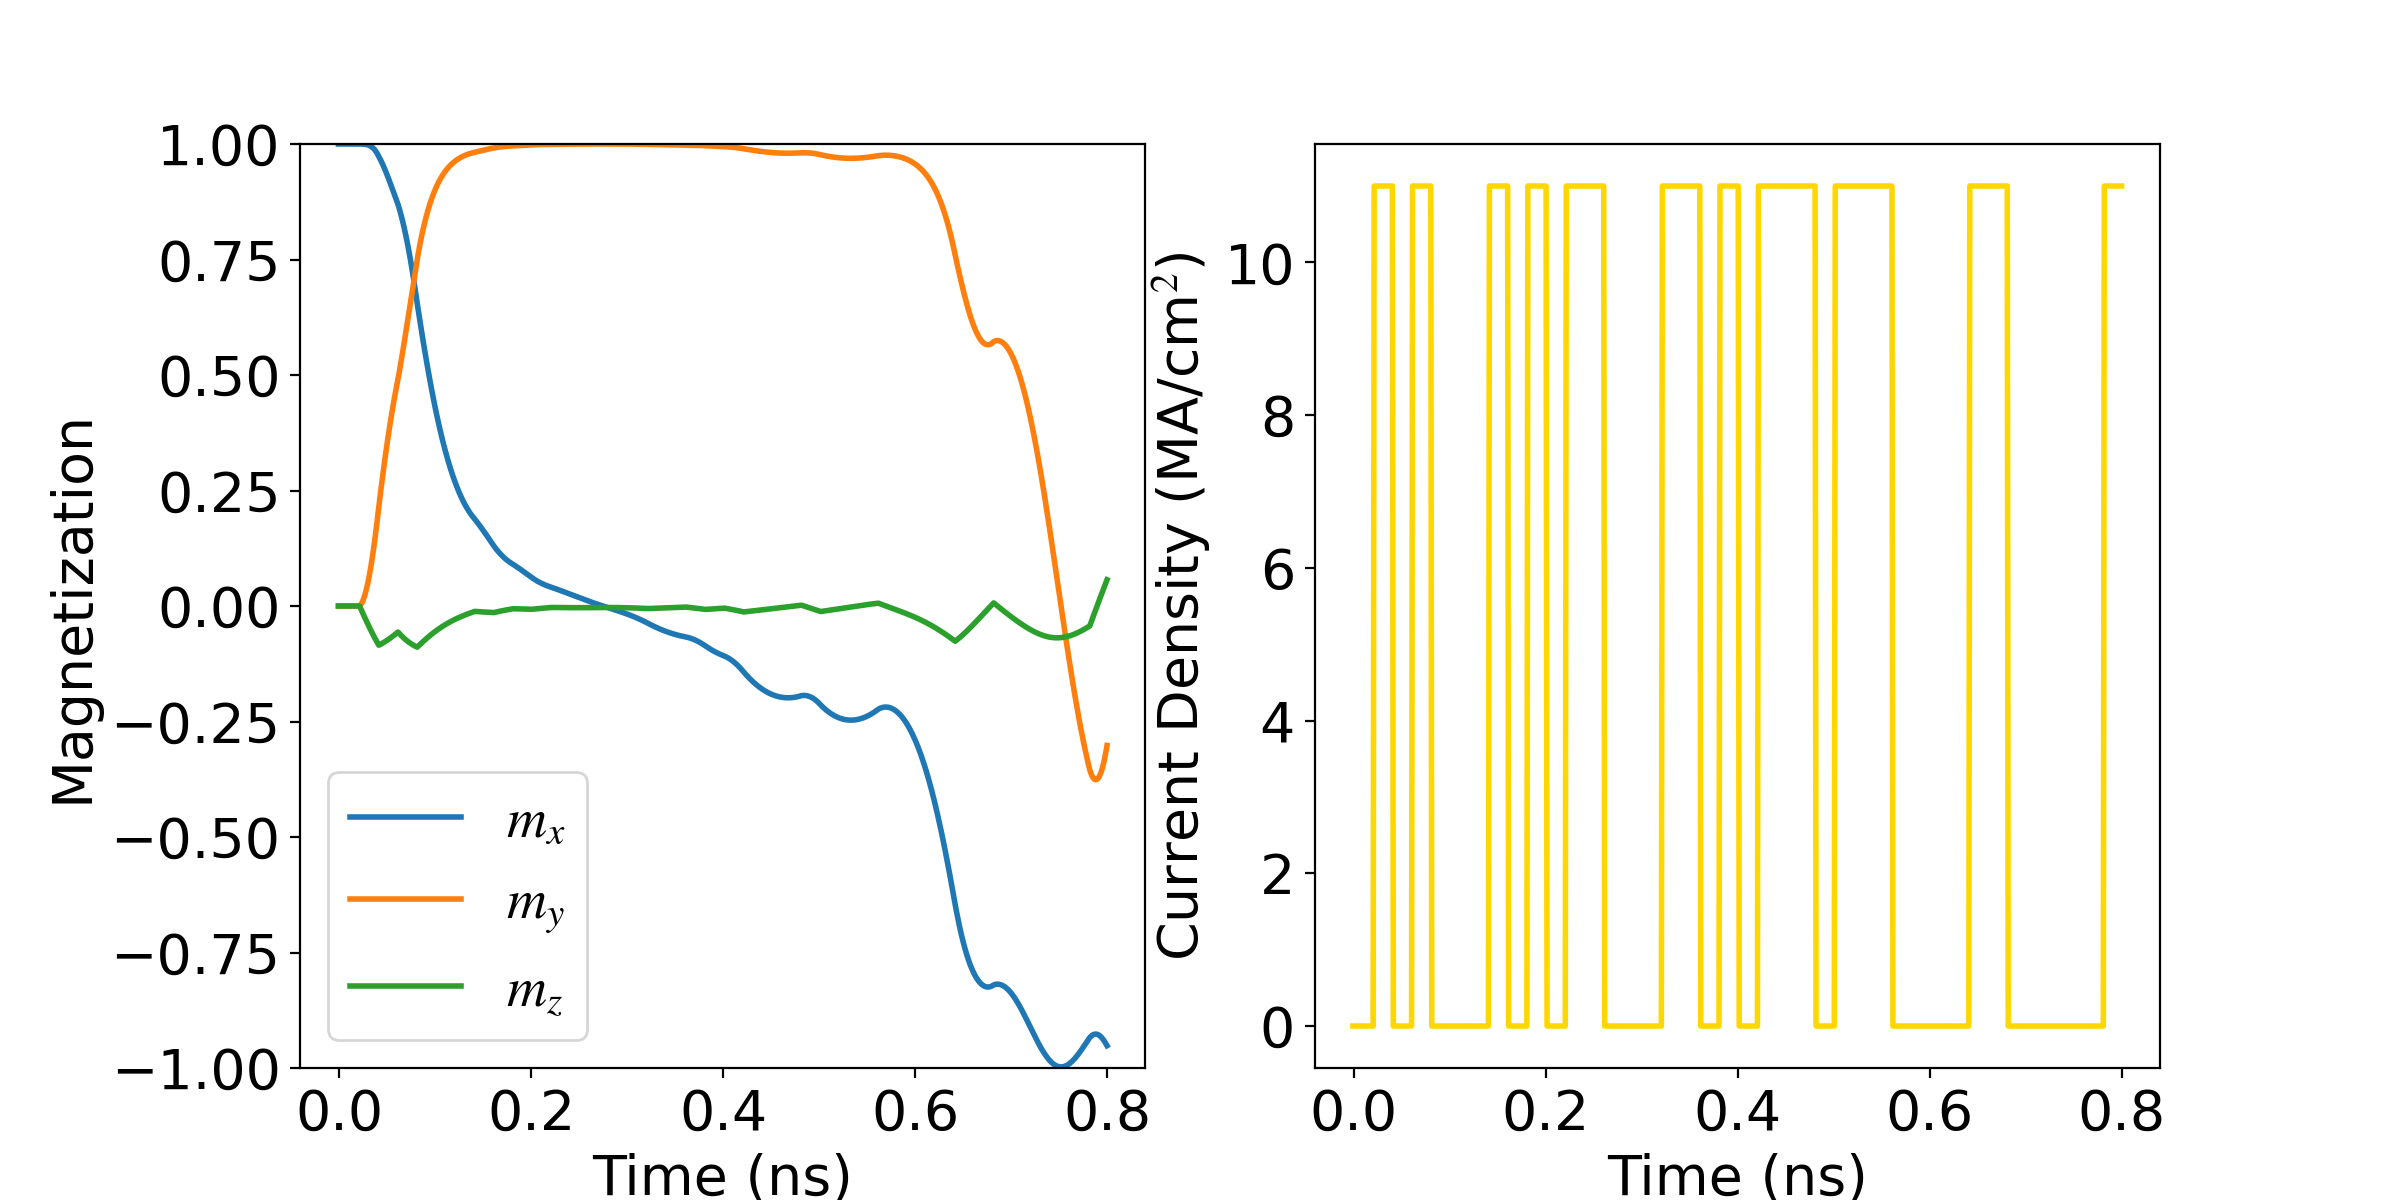 Magnetization
1.00
0.75
0.50
0.25
0.00
−0.25
−0.50
−0.75
−1.00
m_x
m_y
m_z
0.0 0.2 0.4 0.6 0.8
Time (ns)
Current Density (MA/cm²)
10
8
6
4
2
0
0.0 0.2 0.4 0.6 0.8
Time (ns)